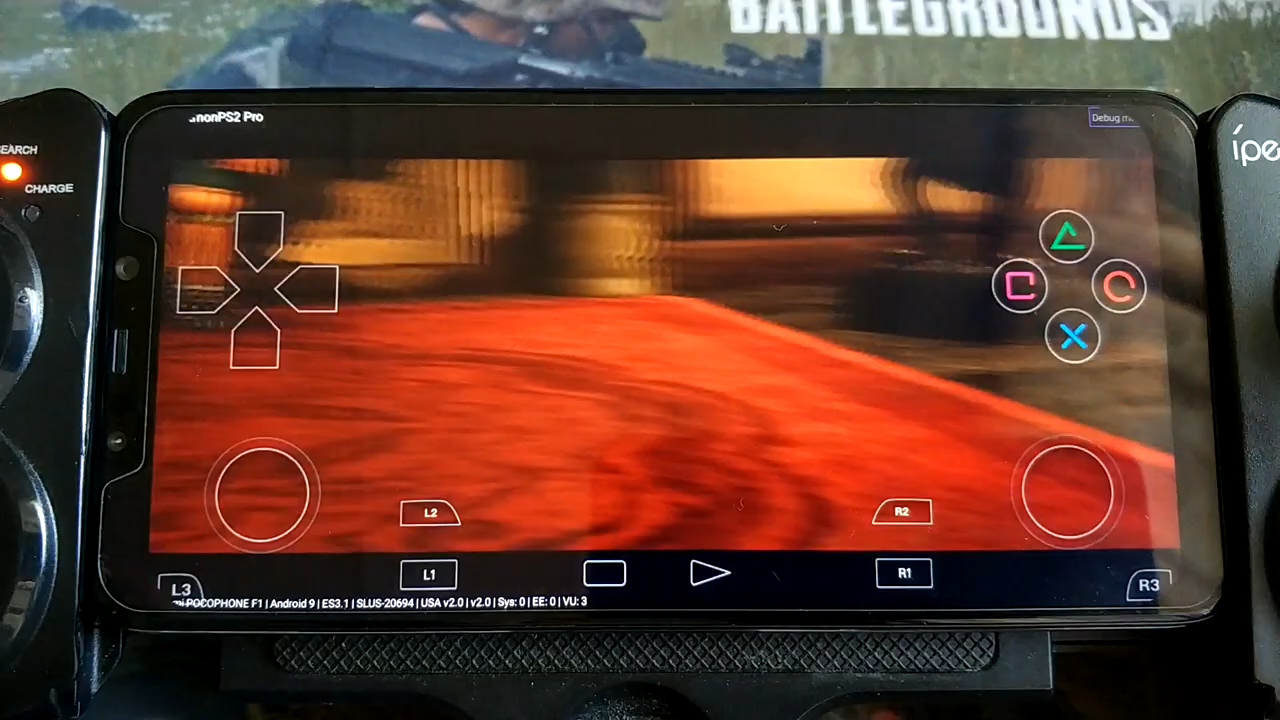 BATTLEGROUNDS
EARCH
CHARGE
nonPS2 Pro
Debug m
ípe
L2
R2
L1
R1
L3
R3
POCOPHONE F1 | Android 9 | ES3.1 | SLUS-20694 | USA v2.0 | v2.0 | Sys: 0 | EE: 0 | VU: 3